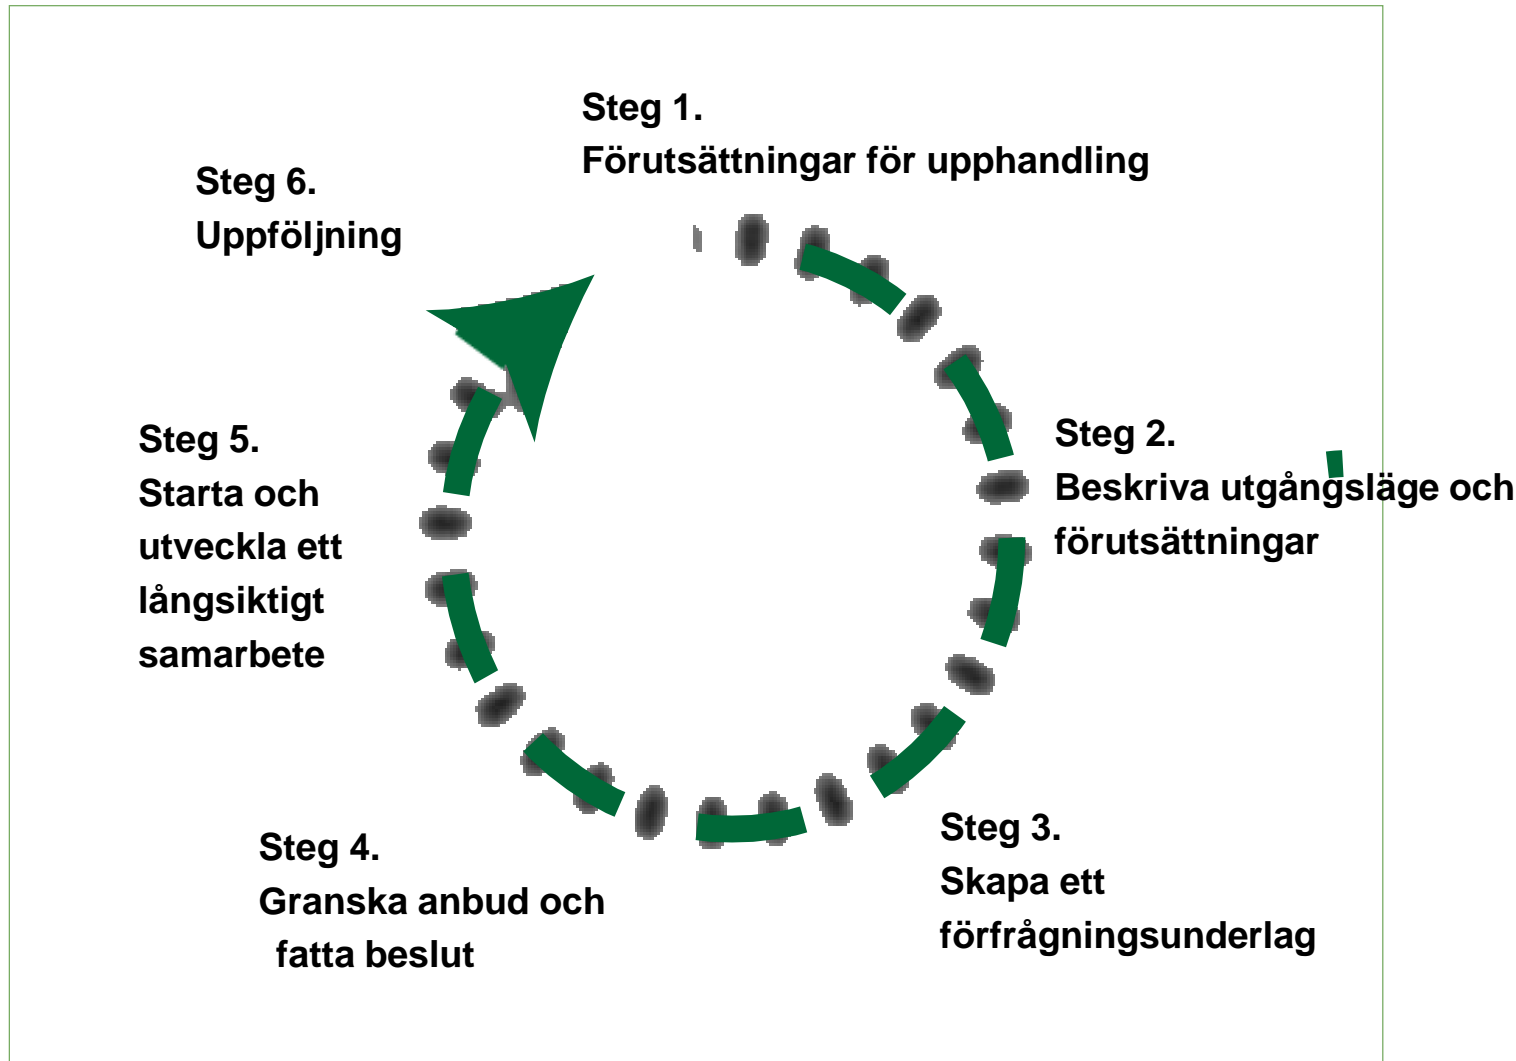 Steg 1.
Förutsättningar för upphandling
Steg 2.
Beskriva utgångsläge och
förutsättningar
Steg 3.
Skapa ett
förfrågningsunderlag
Steg 4.
Granska anbud och
fatta beslut
Steg 5.
Starta och
utveckla ett
långsiktigt
samarbete
Steg 6.
Uppföljning